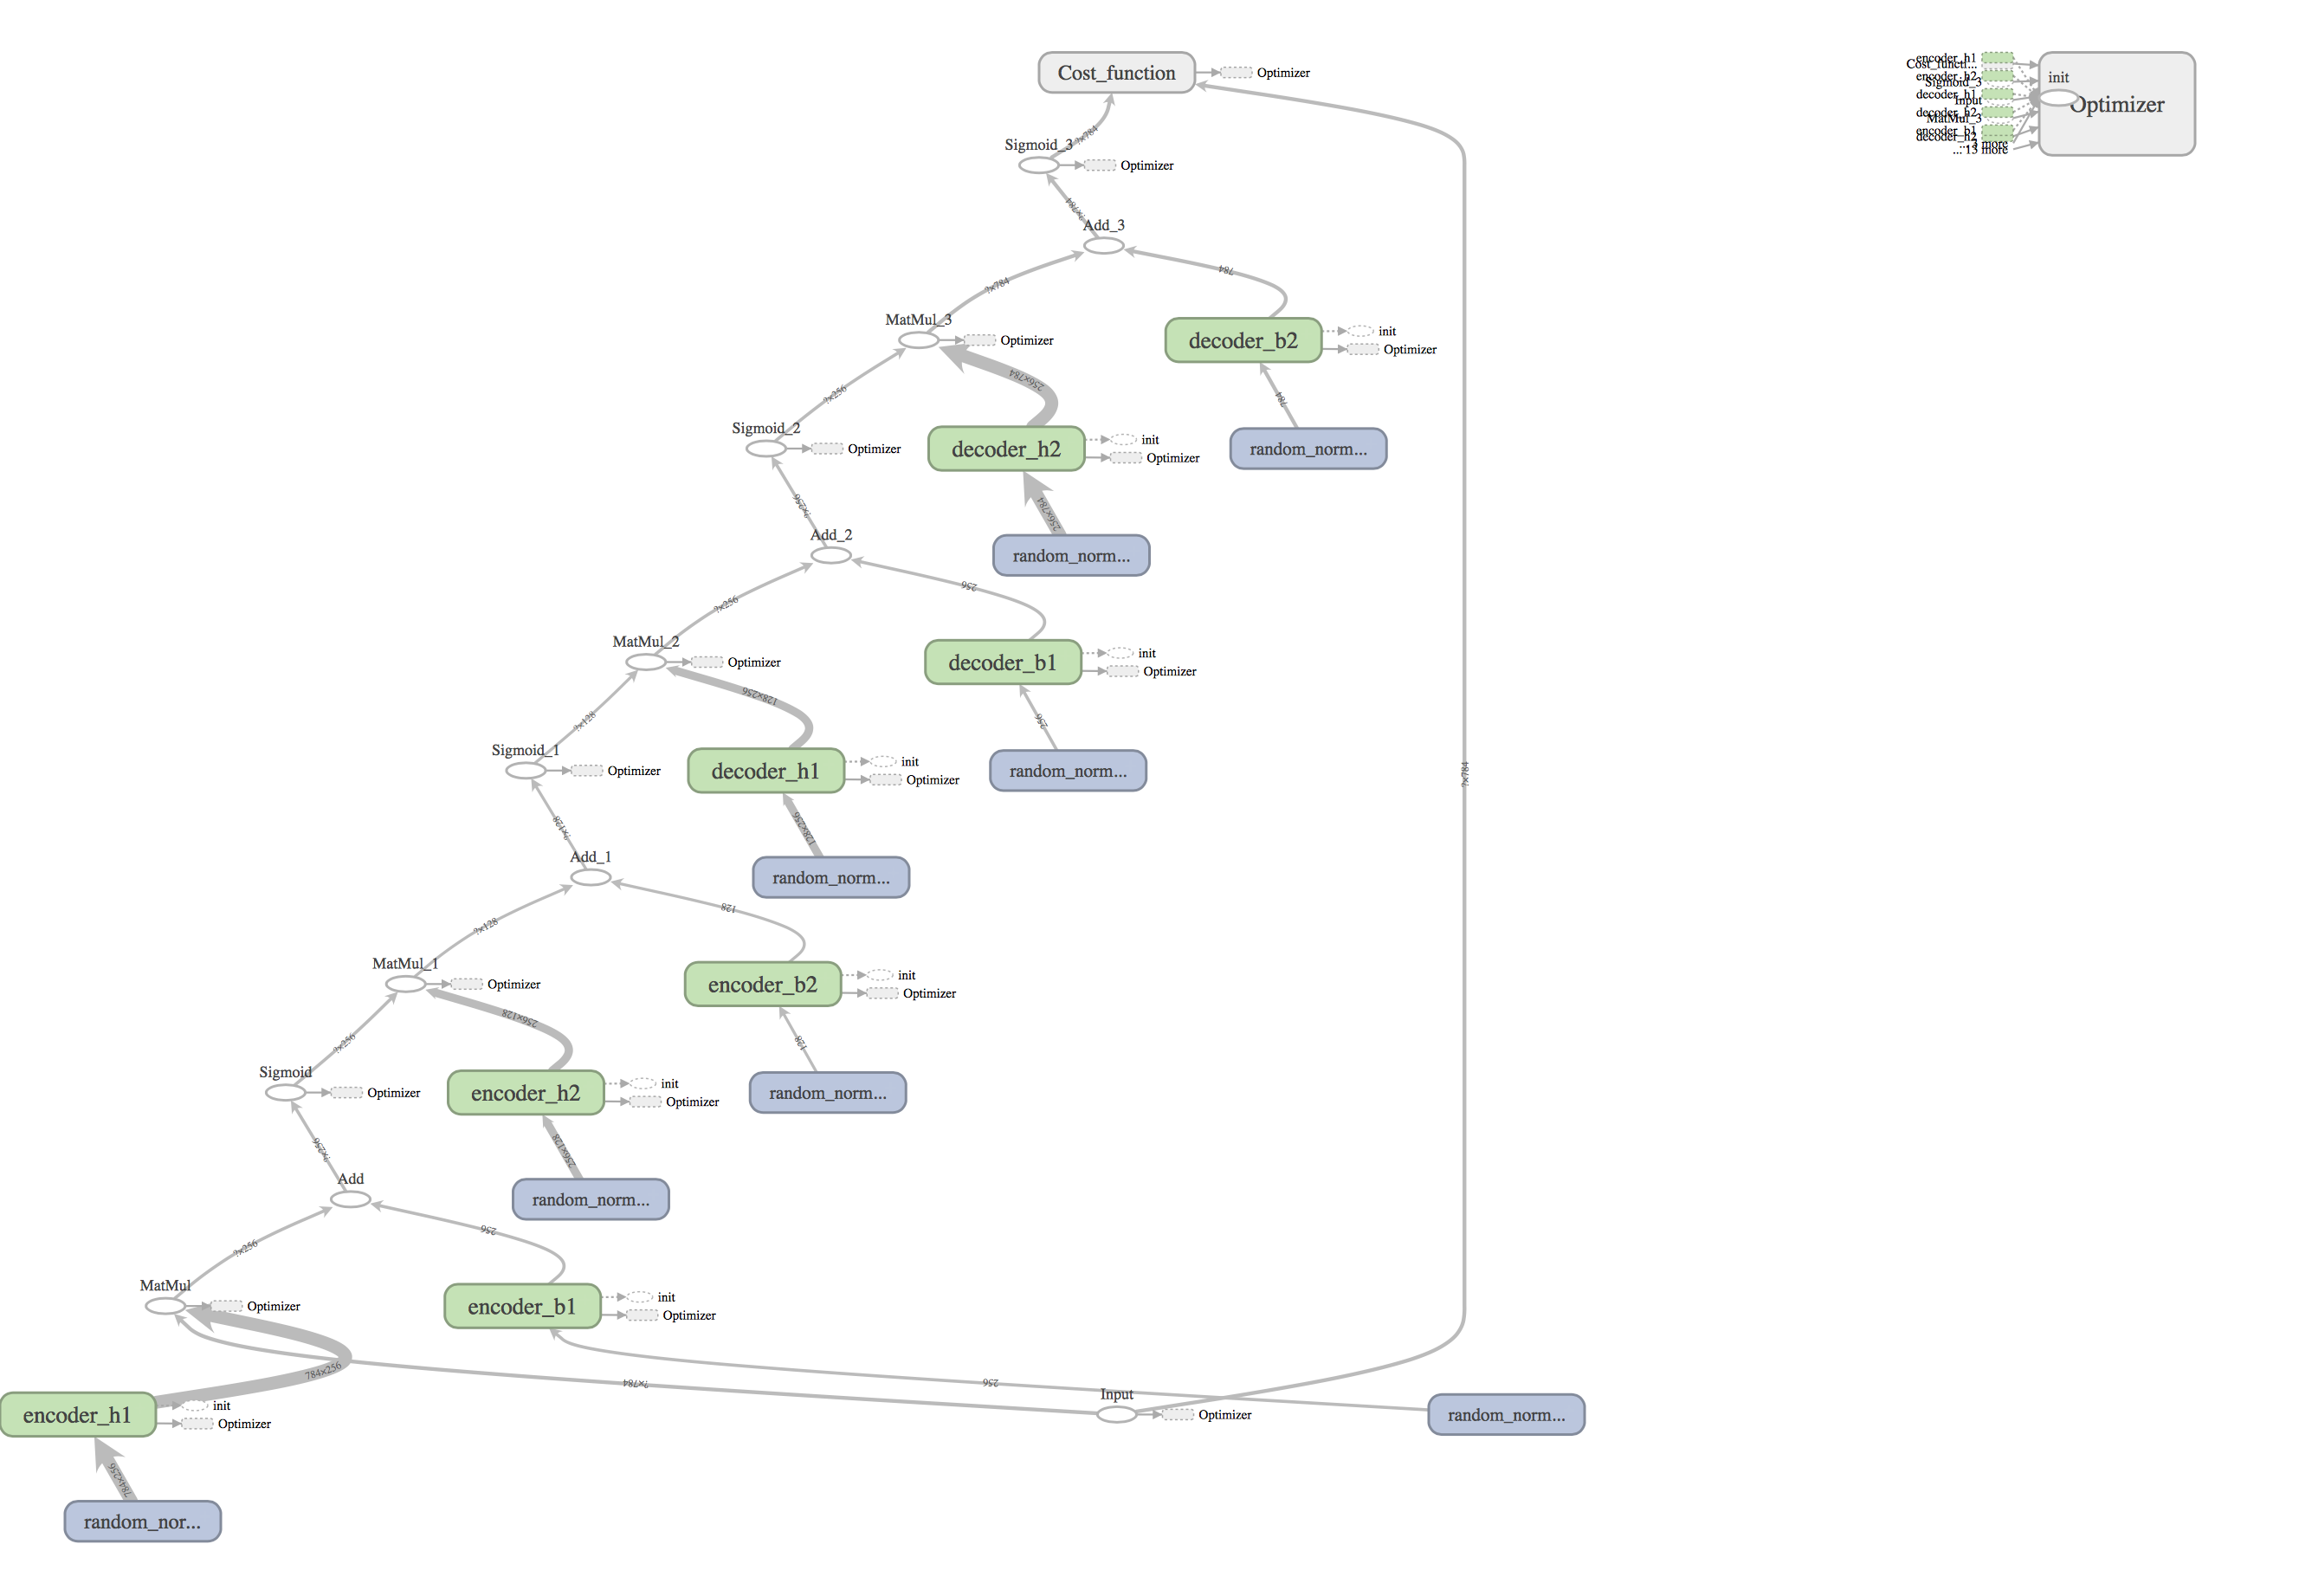 Cost_function
Optimizer
?×784
Sigmoid_3
Optimizer
?×784
Add_3
?×784
784
MatMul_3
Optimizer
decoder_b2
init
Optimizer
?×256
256×784
784
Sigmoid_2
Optimizer
decoder_h2
init
Optimizer
random_norm...
?×256
256×784
Add_2
random_norm...
?×256
256
MatMul_2
Optimizer
decoder_b1
init
Optimizer
128×256
?×128
256
Sigmoid_1
Optimizer
decoder_h1
init
Optimizer
random_norm...
?×784
?×128
128×256
Add_1
random_norm...
?×128
128
MatMul_1
Optimizer
encoder_b2
init
Optimizer
256×128
?×256
128
Sigmoid
Optimizer
encoder_h2
init
Optimizer
random_norm...
?×256
256×128
Add
random_norm...
?×256
256
MatMul
Optimizer
encoder_b1
init
Optimizer
784×256
?×784
256
encoder_h1
init
Optimizer
Input
Optimizer
random_norm...
784×256
random_nor...
encoder_h1
Cost_functi...
encoder_h2
Sigmoid_3
decoder_h1
Input
decoder_h2
MatMul_3
encoder_b1
decoder_h2
... 13 more
init
Optimizer